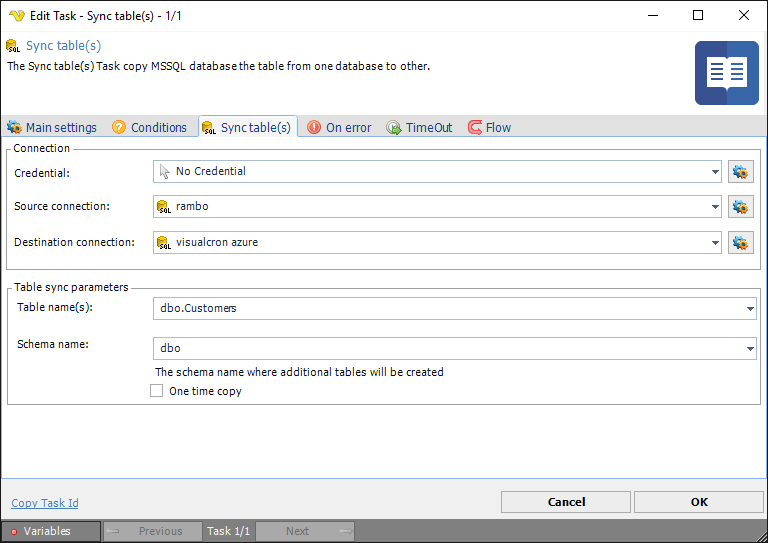 Edit Task - Sync table(s) - 1/1
Sync table(s)
The Sync table(s) Task copy MSSQL database the table from one database to other.
Main settings Conditions Sync table(s) On error TimeOut Flow
Connection
Credential: No Credential
Source connection: rambo
Destination connection: visualcron azure
Table sync parameters
Table name(s): dbo.Customers
Schema name: dbo
The schema name where additional tables will be created
One time copy
Copy Task Id Cancel OK
Variables Previous Task 1/1 Next